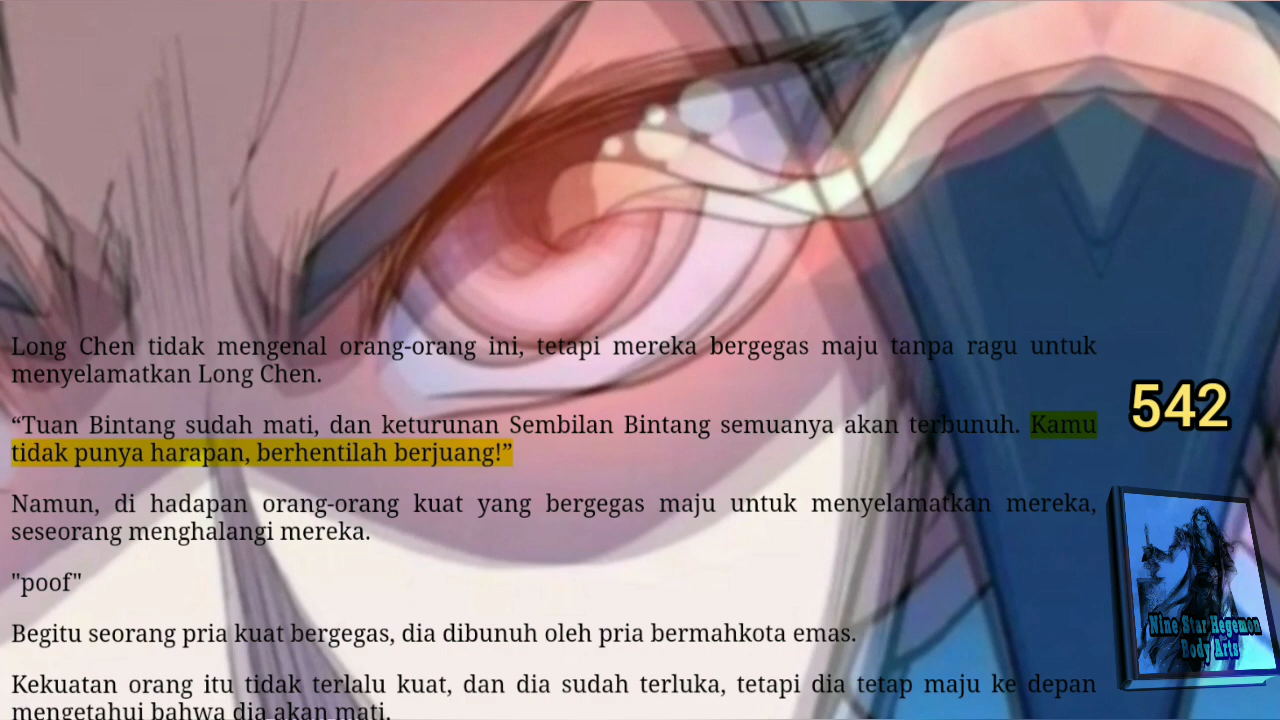 Long Chen tidak mengenal orang-orang ini, tetapi mereka bergegas maju tanpa ragu untuk
menyelamatkan Long Chen.
“Tuan Bintang sudah mati, dan keturunan Sembilan Bintang semuanya akan terbunuh. Kamu
tidak punya harapan, berhentilah berjuang!”
Namun, di hadapan orang-orang kuat yang bergegas maju untuk menyelamatkan mereka,
seseorang menghalangi mereka.
"poof"
Begitu seorang pria kuat bergegas, dia dibunuh oleh pria bermahkota emas.
Kekuatan orang itu tidak terlalu kuat, dan dia sudah terluka, tetapi dia tetap maju ke depan
mengetahui bahwa dia akan mati.
542
Nine Star Hegemon
Body Arts